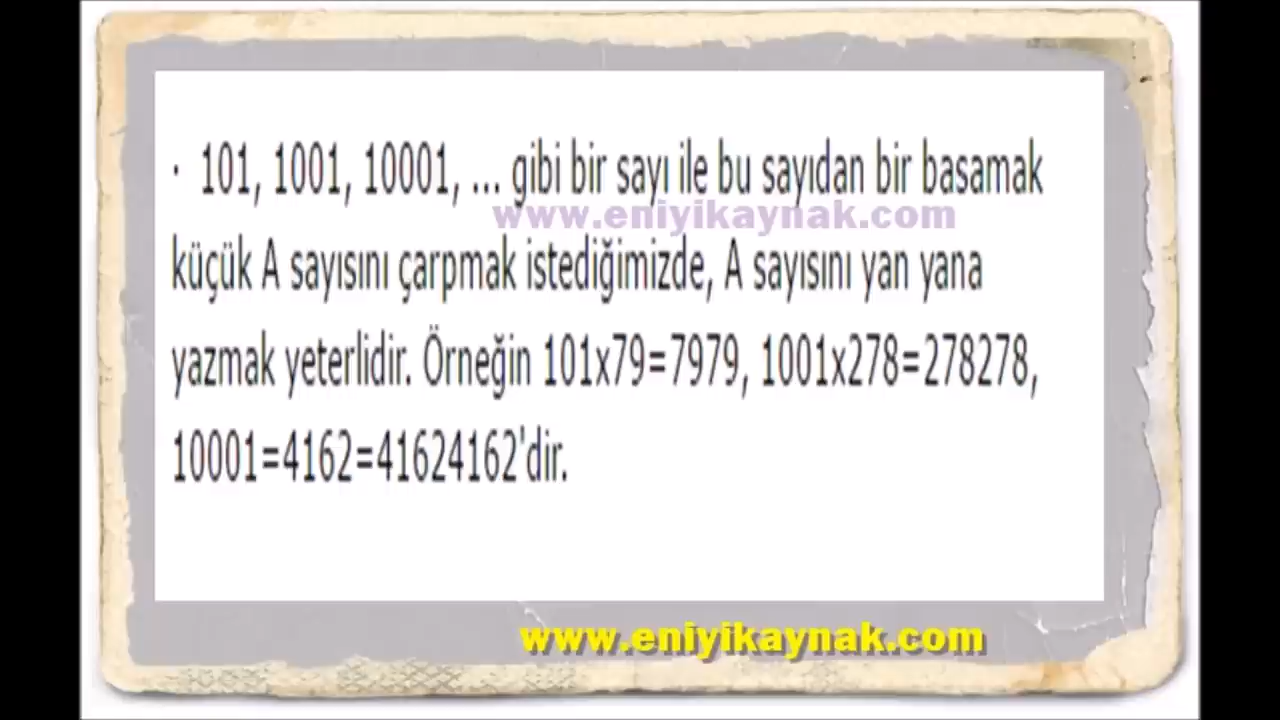 · 101, 1001, 10001, ... gibi bir sayı ile bu sayıdan bir basamak
www.eniyikaynak.com
küçük A sayısını çarpmak istediğimizde, A sayısını yan yana
yazmak yeterlidir. Örneğin 101x79=7979, 1001x278=278278,
10001=4162=41624162'dir.
www.eniyikaynak.com